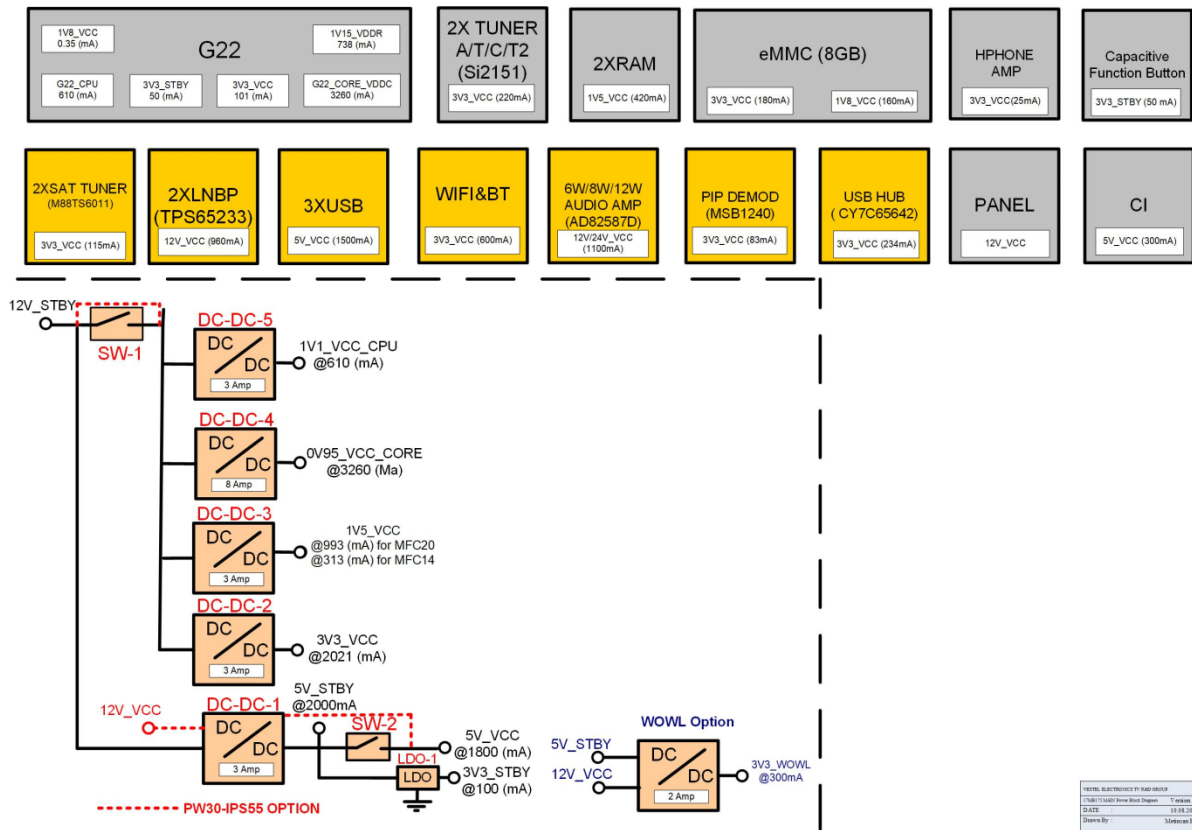 G22
1V8_VCC
0.35 (mA)
1V15_VDDR
738 (mA)
G22_CPU
610 (mA)
3V3_STBY
50 (mA)
3V3_VCC
101 (mA)
G22_CORE_VDDC
3260 (mA)
2X TUNER
A/T/C/T2
(Si2151)
3V3_VCC (220mA)
2XRAM
1V5_VCC (420mA)
eMMC (8GB)
3V3_VCC (180mA)
1V8_VCC (160mA)
HPHONE
AMP
3V3_VCC(25mA)
Capacitive
Function Button
3V3_STBY (50 mA)
2XSAT TUNER
(M88TS6011)
3V3_VCC (115mA)
2XLNBP
(TPS65233)
12V_VCC (960mA)
3XUSB
5V_VCC (1500mA)
WIFI&BT
3V3_VCC (600mA)
6W/8W/12W
AUDIO AMP
(AD82587D)
12V/24V_VCC
(1100mA)
PIP DEMOD
(MSB1240)
3V3_VCC (83mA)
USB HUB
( CY7C65642)
3V3_VCC (234mA)
PANEL
12V_VCC
CI
5V_VCC (300mA)
12V_STBY
SW-1
DC-DC-5
DC
DC
3 Amp
1V1_VCC_CPU
@610 (mA)
DC-DC-4
DC
DC
8 Amp
0V95_VCC_CORE
@3260 (Ma)
DC-DC-3
DC
DC
3 Amp
1V5_VCC
@993 (mA) for MFC20
@313 (mA) for MFC14
DC-DC-2
DC
DC
3 Amp
3V3_VCC
@2021 (mA)
12V_VCC
DC-DC-1
DC
DC
3 Amp
5V_STBY
@2000mA
SW-2
5V_VCC
@1800 (mA)
LDO-1
LDO
3V3_STBY
@100 (mA)
WOWL Option
5V_STBY
12V_VCC
DC
DC
2 Amp
3V3_WOWL
@300mA
PW30-IPS55 OPTION
VESTEL ELECTRONICS TV R&D GROUP
17MB170 MAIN Power Block Diagram
Version
DATE :
Drawn By :